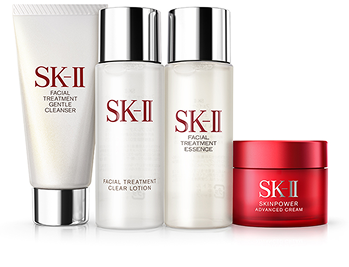 SK-II
FACIAL
TREATMENT
GENTLE
CLEANSER
SK-II
FACIAL TREATMENT
CLEAR LOTION
SK-II
FACIAL
TREATMENT
ESSENCE
SK-II
SKINPOWER
ADVANCED CREAM